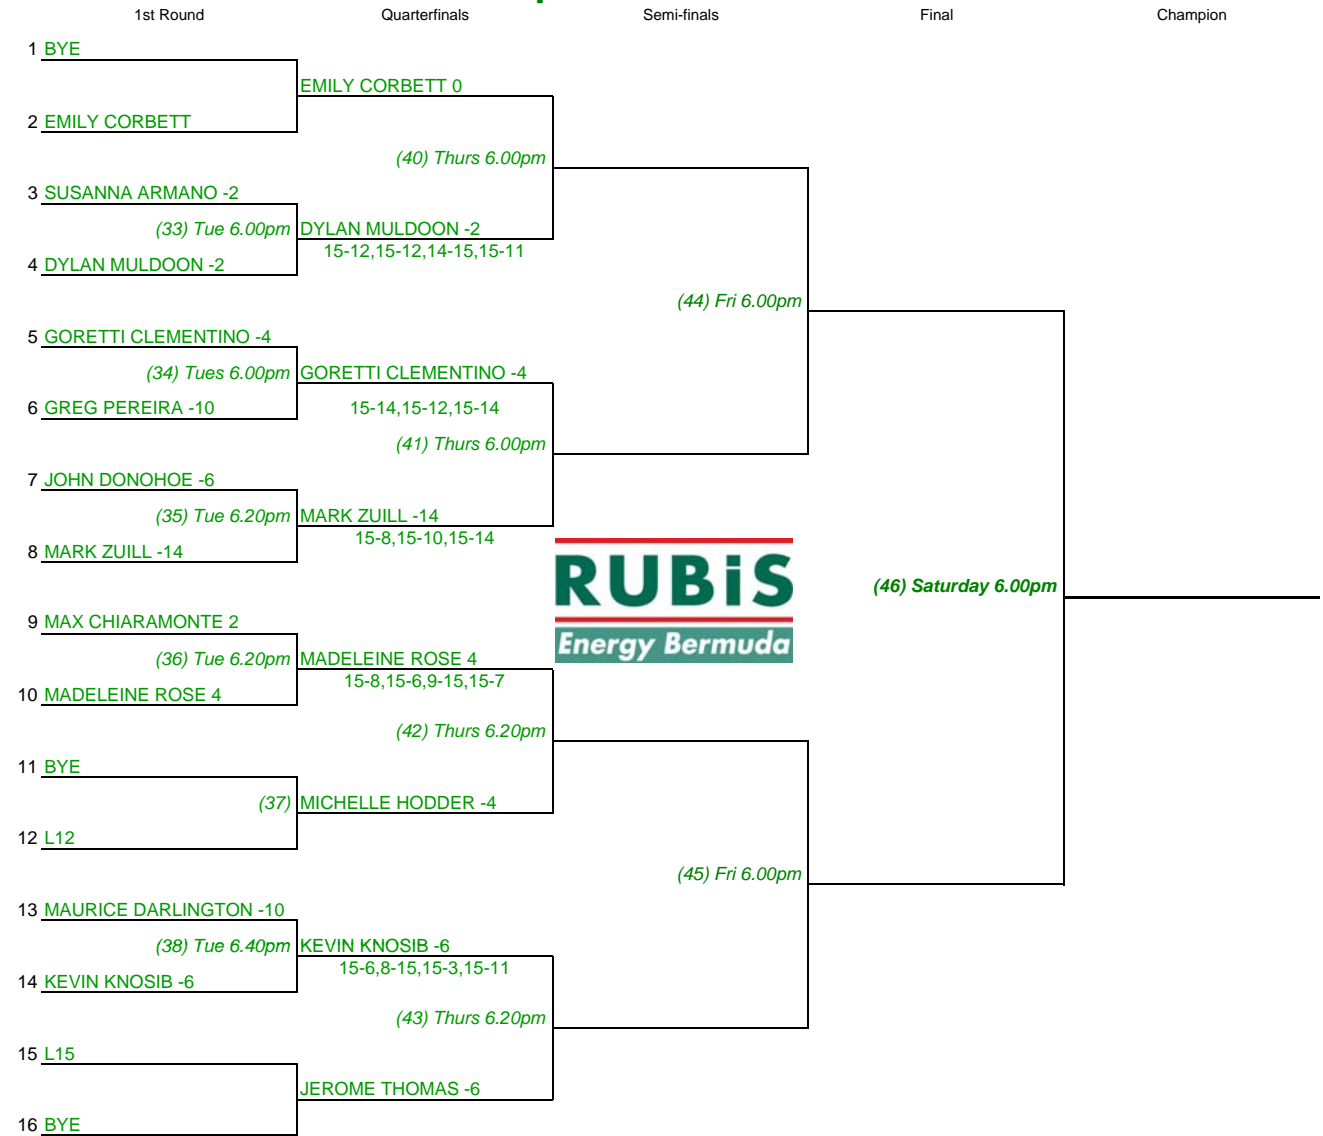 1st Round Quarterfinals Semi-finals Final Champion
1 BYE
EMILY CORBETT 0
2 EMILY CORBETT
(40) Thurs 6.00pm
3 SUSANNA ARMANO -2
(33) Tue 6.00pm DYLAN MULDOON -2
15-12,15-12,14-15,15-11
4 DYLAN MULDOON -2
(44) Fri 6.00pm
5 GORETTI CLEMENTINO -4
(34) Tues 6.00pm GORETTI CLEMENTINO -4
6 GREG PEREIRA -10 15-14,15-12,15-14
(41) Thurs 6.00pm
7 JOHN DONOHOE -6
(35) Tue 6.20pm MARK ZUILL -14
15-8,15-10,15-14
8 MARK ZUILL -14
RUBiS
(46) Saturday 6.00pm
9 MAX CHIARAMONTE 2
Energy Bermuda
(36) Tue 6.20pm MADELEINE ROSE 4
15-8,15-6,9-15,15-7
10 MADELEINE ROSE 4
(42) Thurs 6.20pm
11 BYE
(37) MICHELLE HODDER -4
12 L12
(45) Fri 6.00pm
13 MAURICE DARLINGTON -10
(38) Tue 6.40pm KEVIN KNOSIB -6
15-6,8-15,15-3,15-11
14 KEVIN KNOSIB -6
(43) Thurs 6.20pm
15 L15
JEROME THOMAS -6
16 BYE